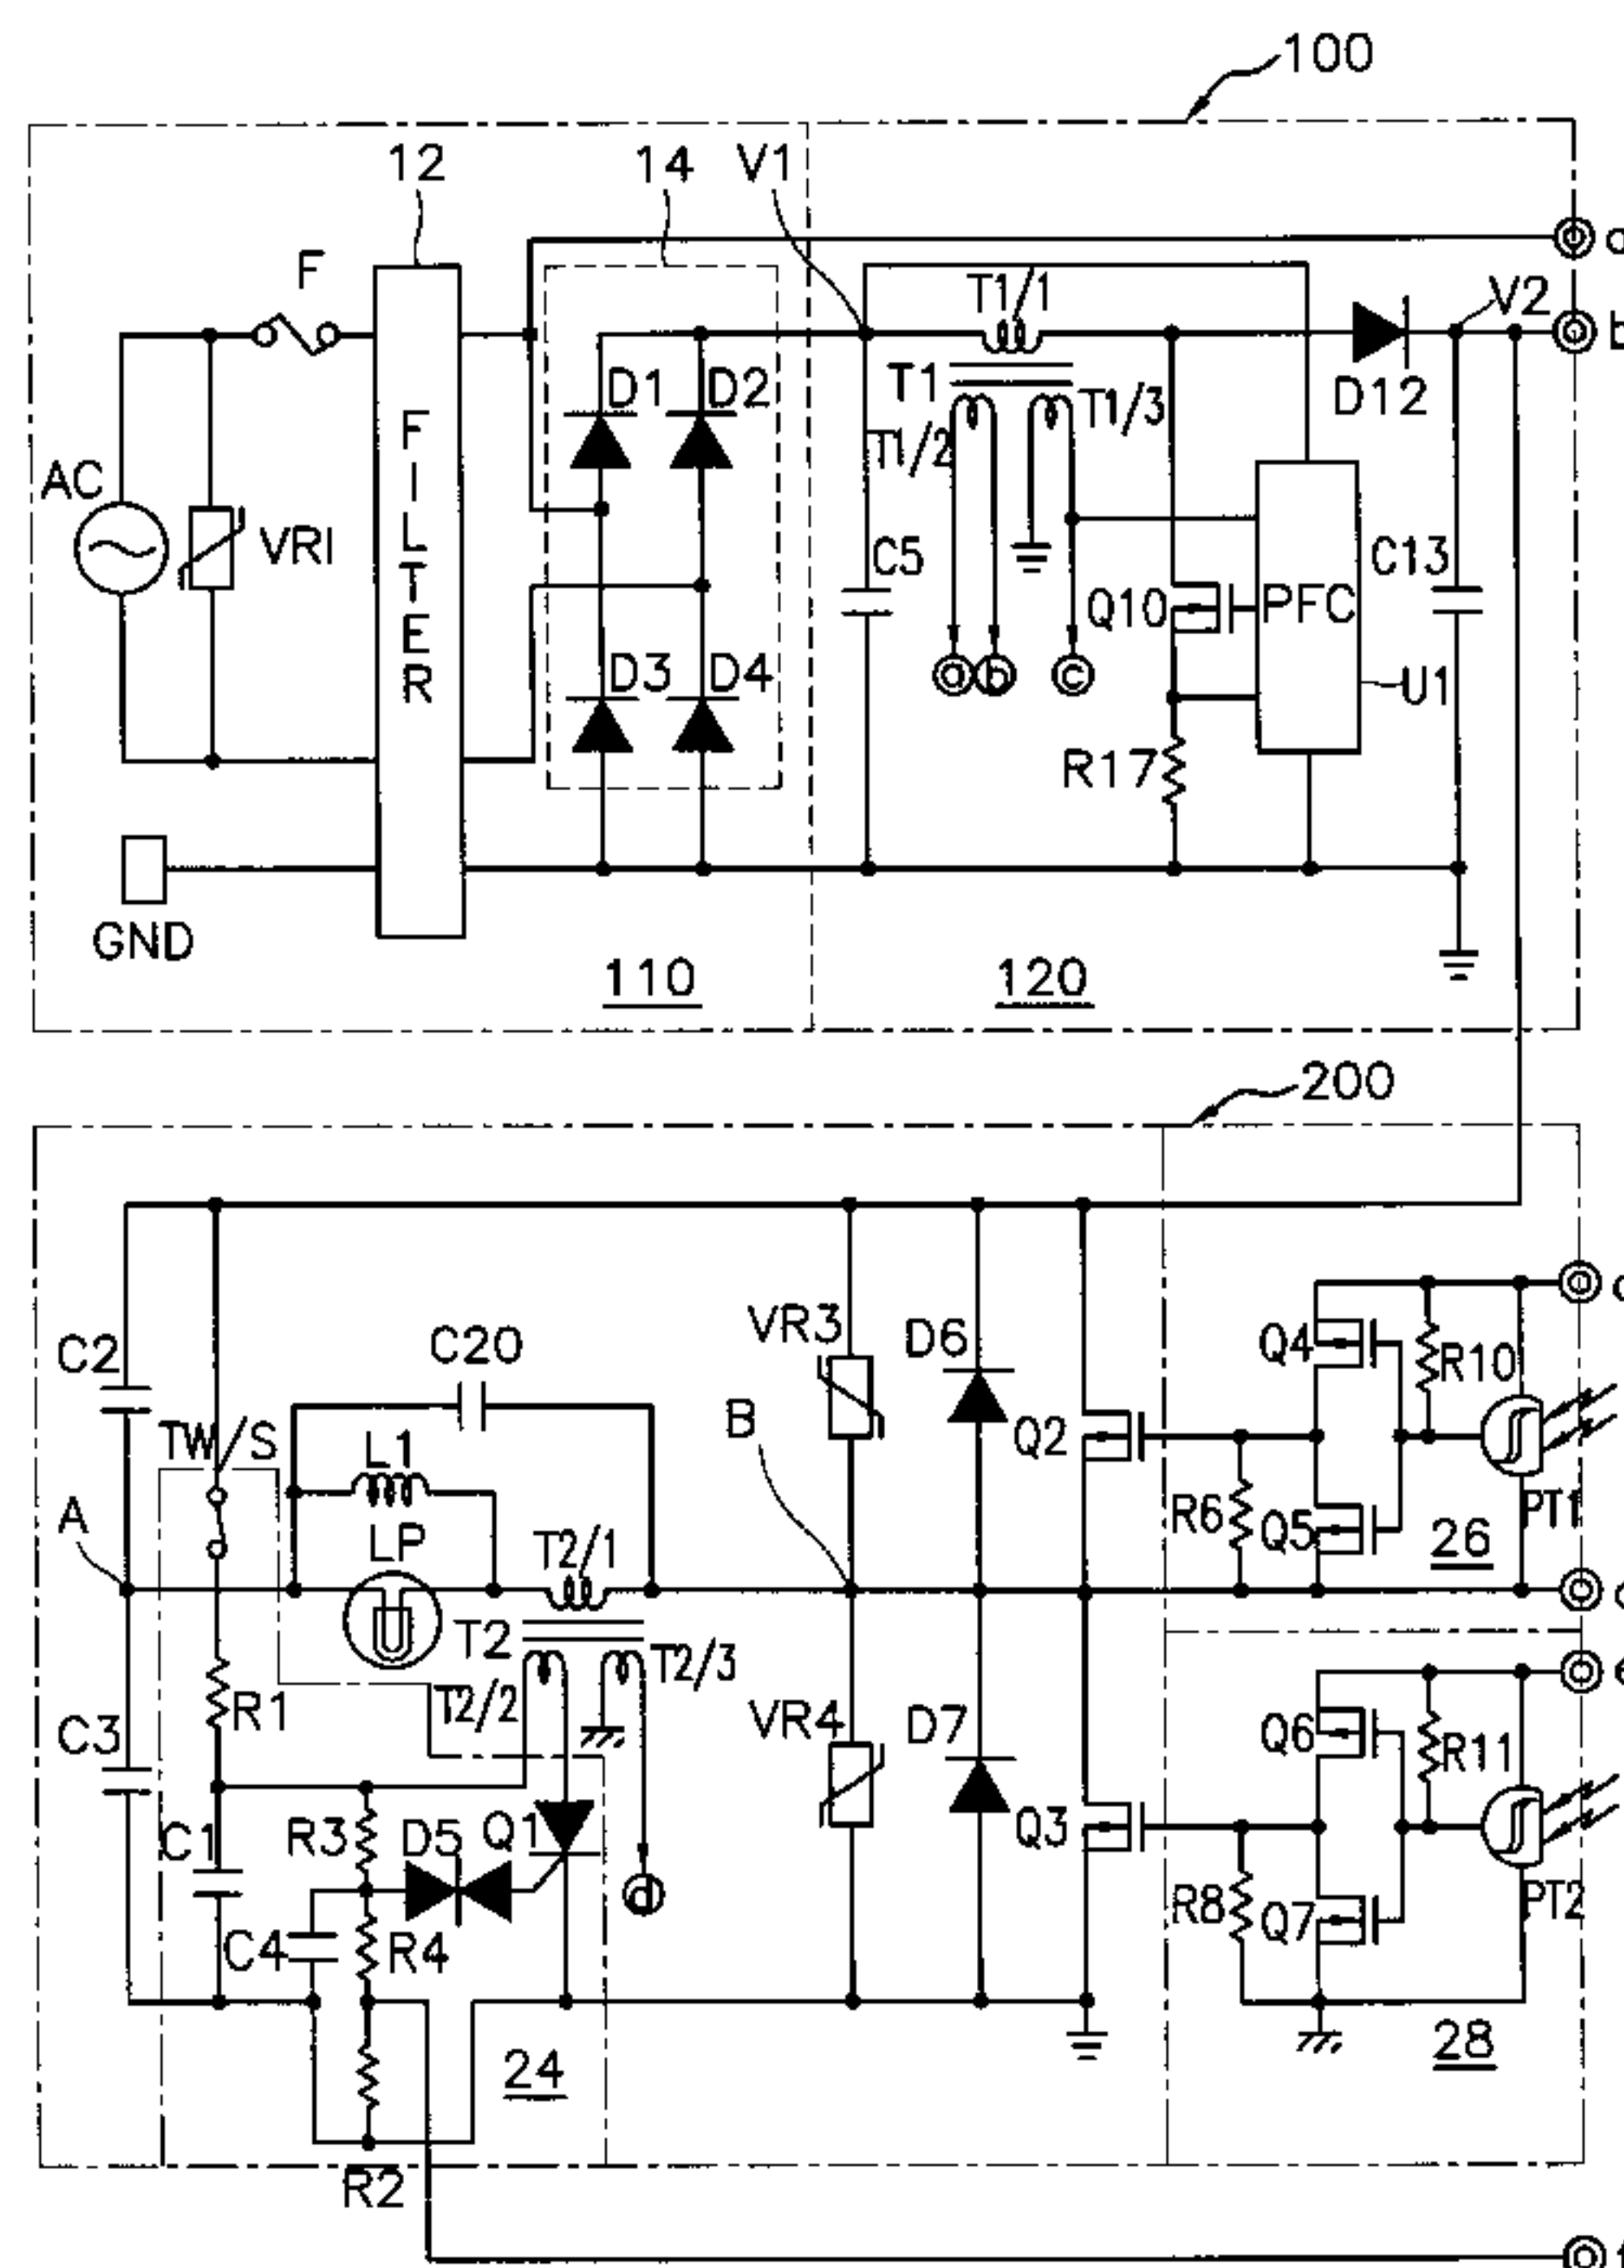 100
12
14
V1
a
F
T1/1
V2
b
T1
T1/2
T1/3
D12
D1
D2
AC
VR1
FILTER
C5
Q10
PFC
C13
D3
D4
a
b
c
U1
R17
GND
110
120
200
C2
C20
VR3
D6
Q4
R10
TW/S
L1
B
Q2
A
LP
T2/1
R6
Q5
26
PT1
T2
T2/2
T2/3
R1
C3
VR4
D7
Q6
R11
C1
R3
D5
Q1
Q3
d
C4
R4
R8
Q7
PT2
24
28
R2